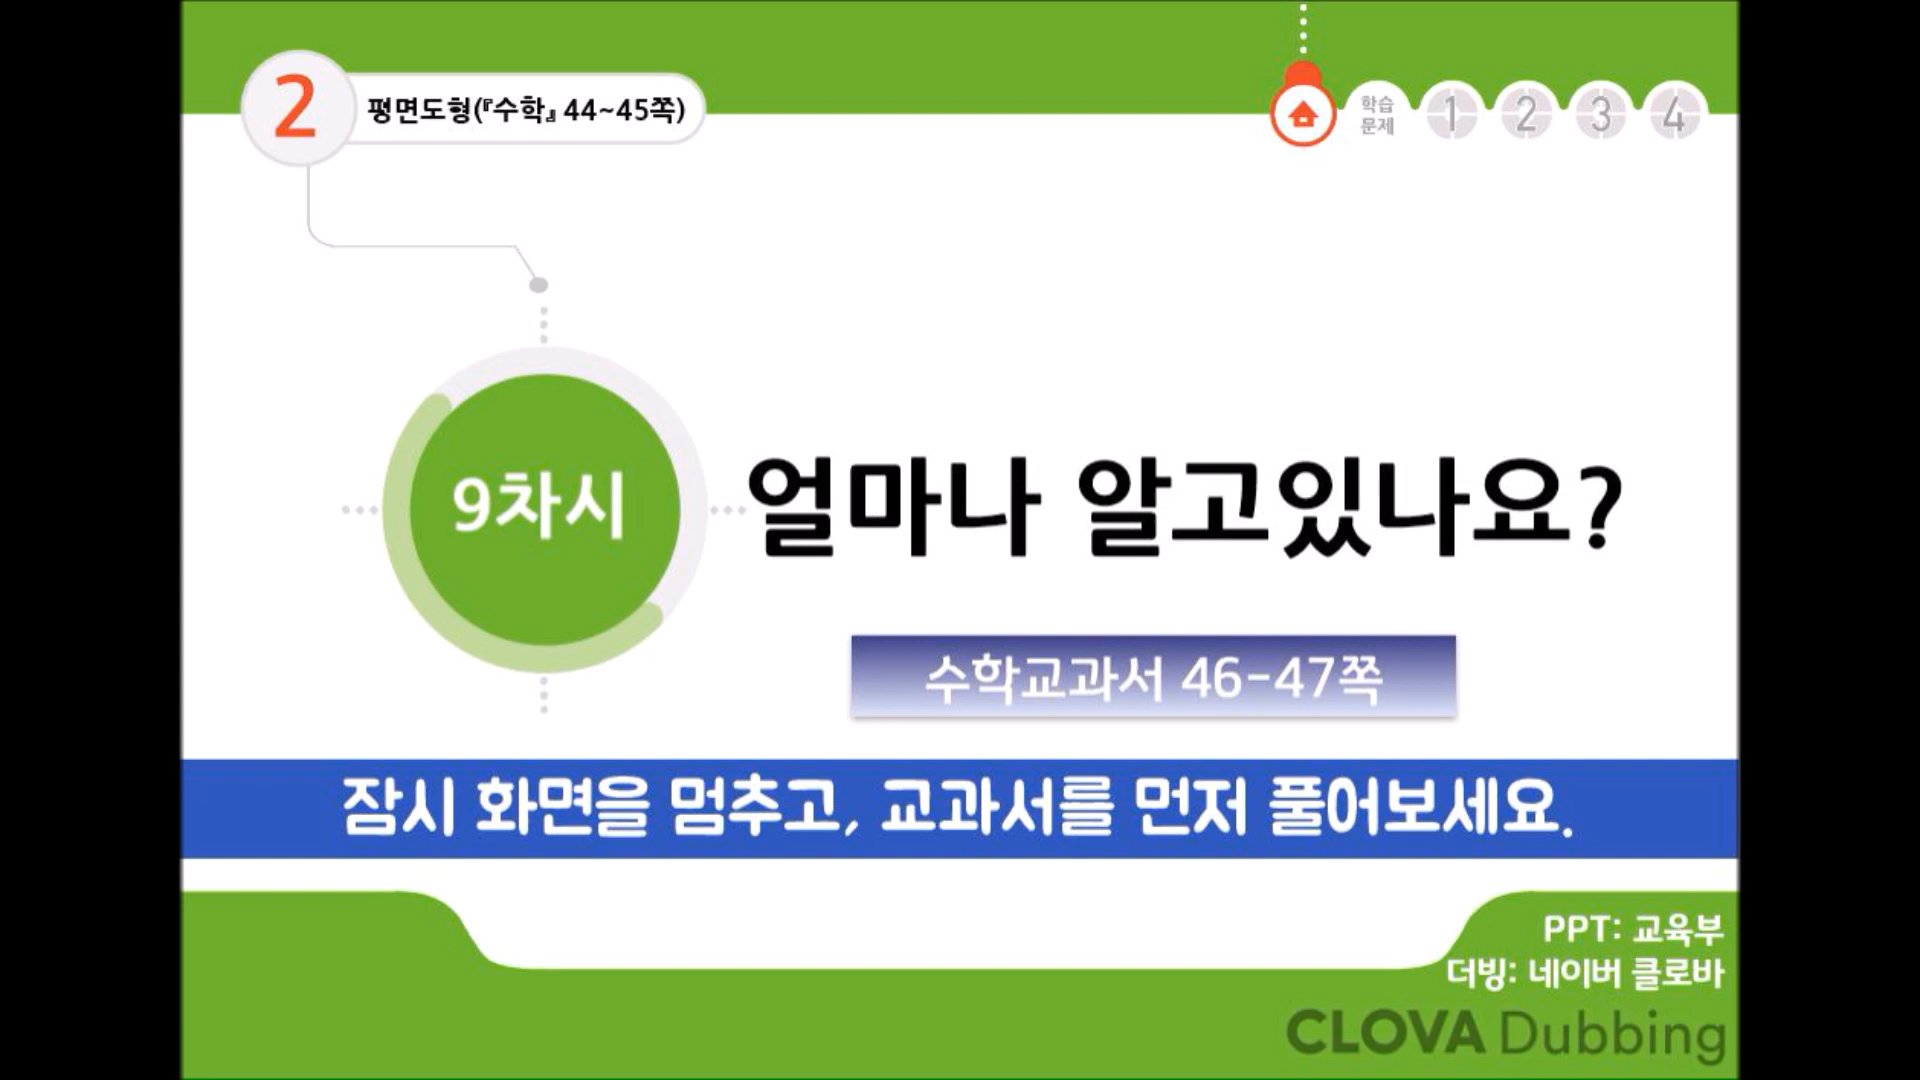 2
평면도형(『수학』 44~45쪽)
학습
문제
1
2
3
4
9차시
얼마나 알고있나요?
수학교과서 46-47쪽
잠시 화면을 멈추고, 교과서를 먼저 풀어보세요.
PPT: 교육부
더빙: 네이버 클로바
CLOVA Dubbing